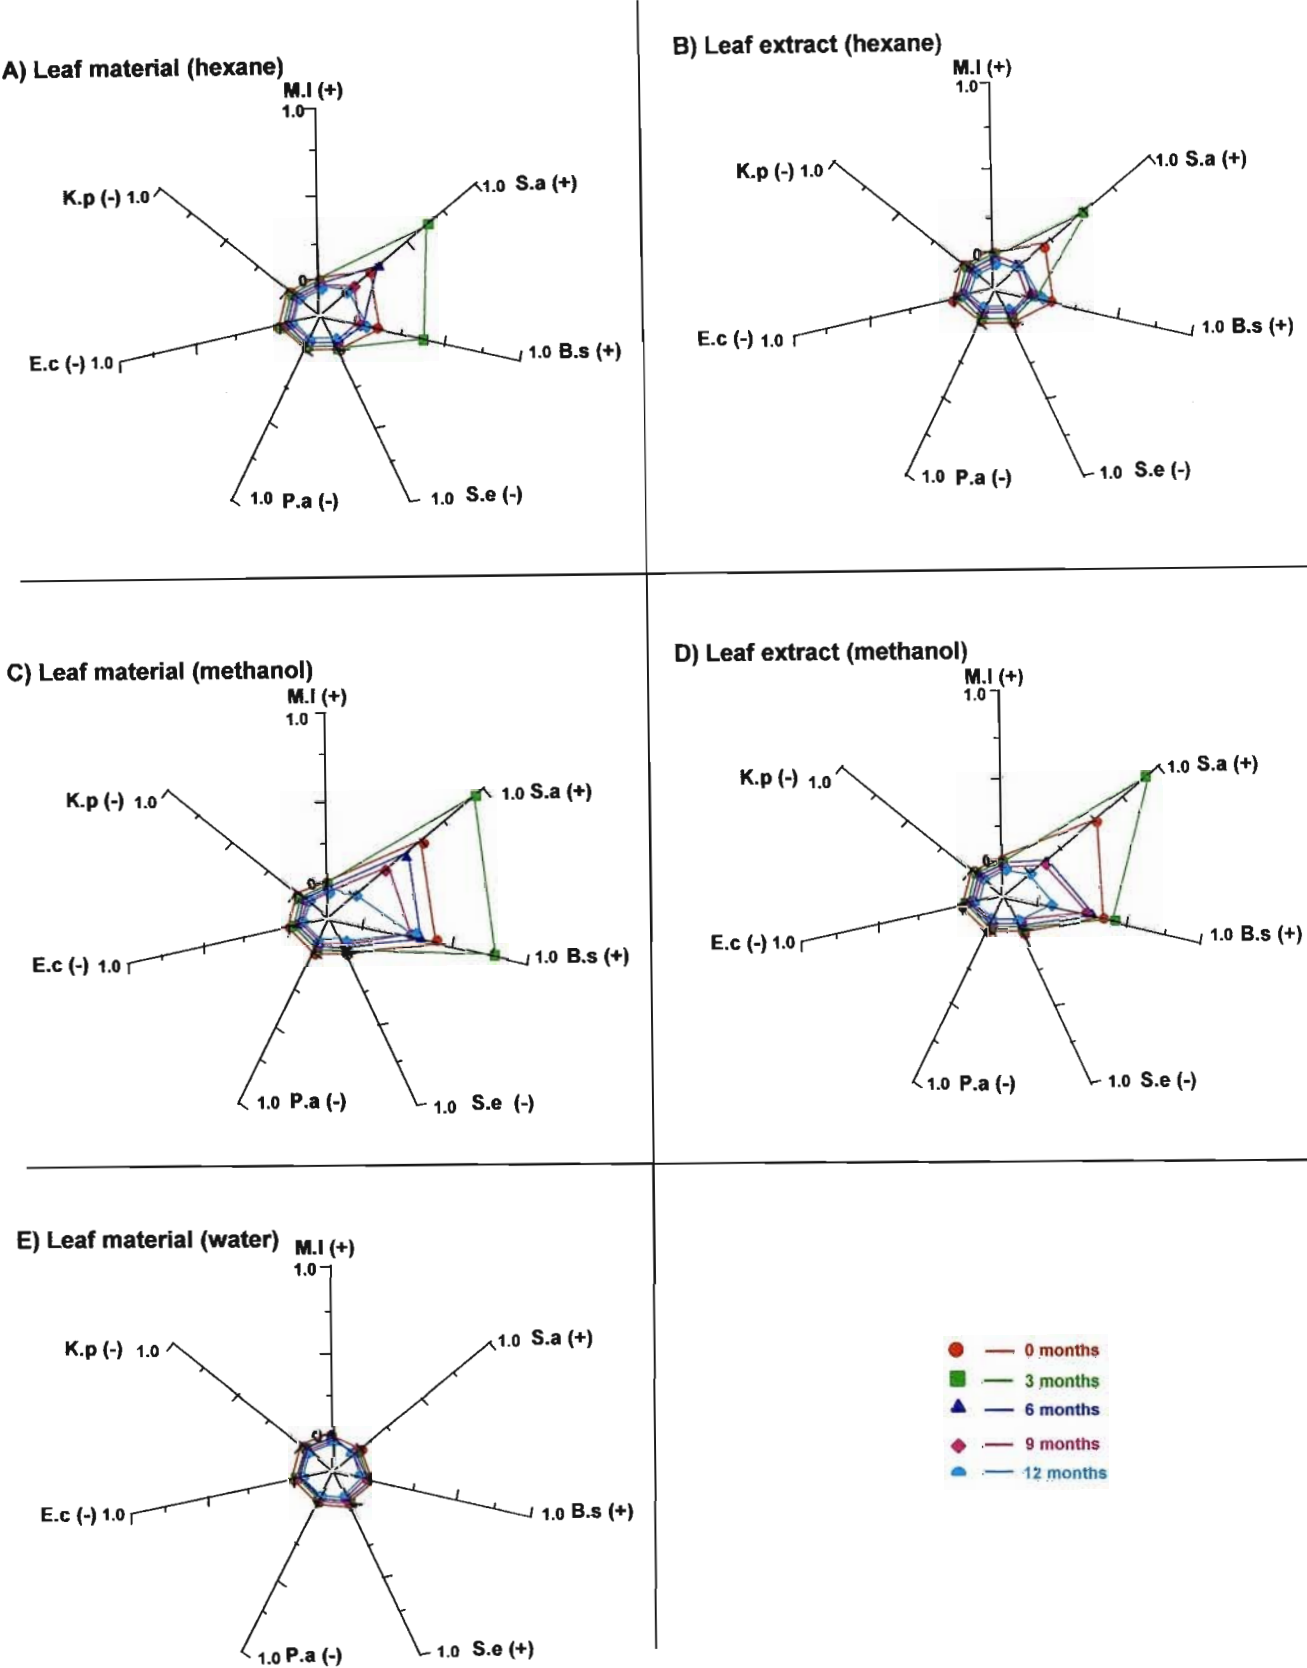 A) Leaf material (hexane)
M.l (+)
1.0
K.p (-) 1.0
1.0 S.a (+)
0
E.c (-) 1.0
1.0 B.s (+)
1.0 P.a (-)
1.0 S.e (-)
B) Leaf extract (hexane)
M.l (+)
1.0
K.p (-) 1.0
1.0 S.a (+)
0
E.c (-) 1.0
1.0 B.s (+)
1.0 P.a (-)
1.0 S.e (-)
C) Leaf material (methanol)
M.l (+)
1.0
K.p (-) 1.0
1.0 S.a (+)
0
E.c (-) 1.0
1.0 B.s (+)
1.0 P.a (-)
1.0 S.e (-)
D) Leaf extract (methanol)
M.l (+)
1.0
K.p (-) 1.0
1.0 S.a (+)
0
E.c (-) 1.0
1.0 B.s (+)
1.0 P.a (-)
1.0 S.e (-)
E) Leaf material (water)
M.l (+)
1.0
K.p (-) 1.0
1.0 S.a (+)
0
E.c (-) 1.0
1.0 B.s (+)
1.0 P.a (-)
1.0 S.e (+)
0 months
3 months
6 months
9 months
12 months